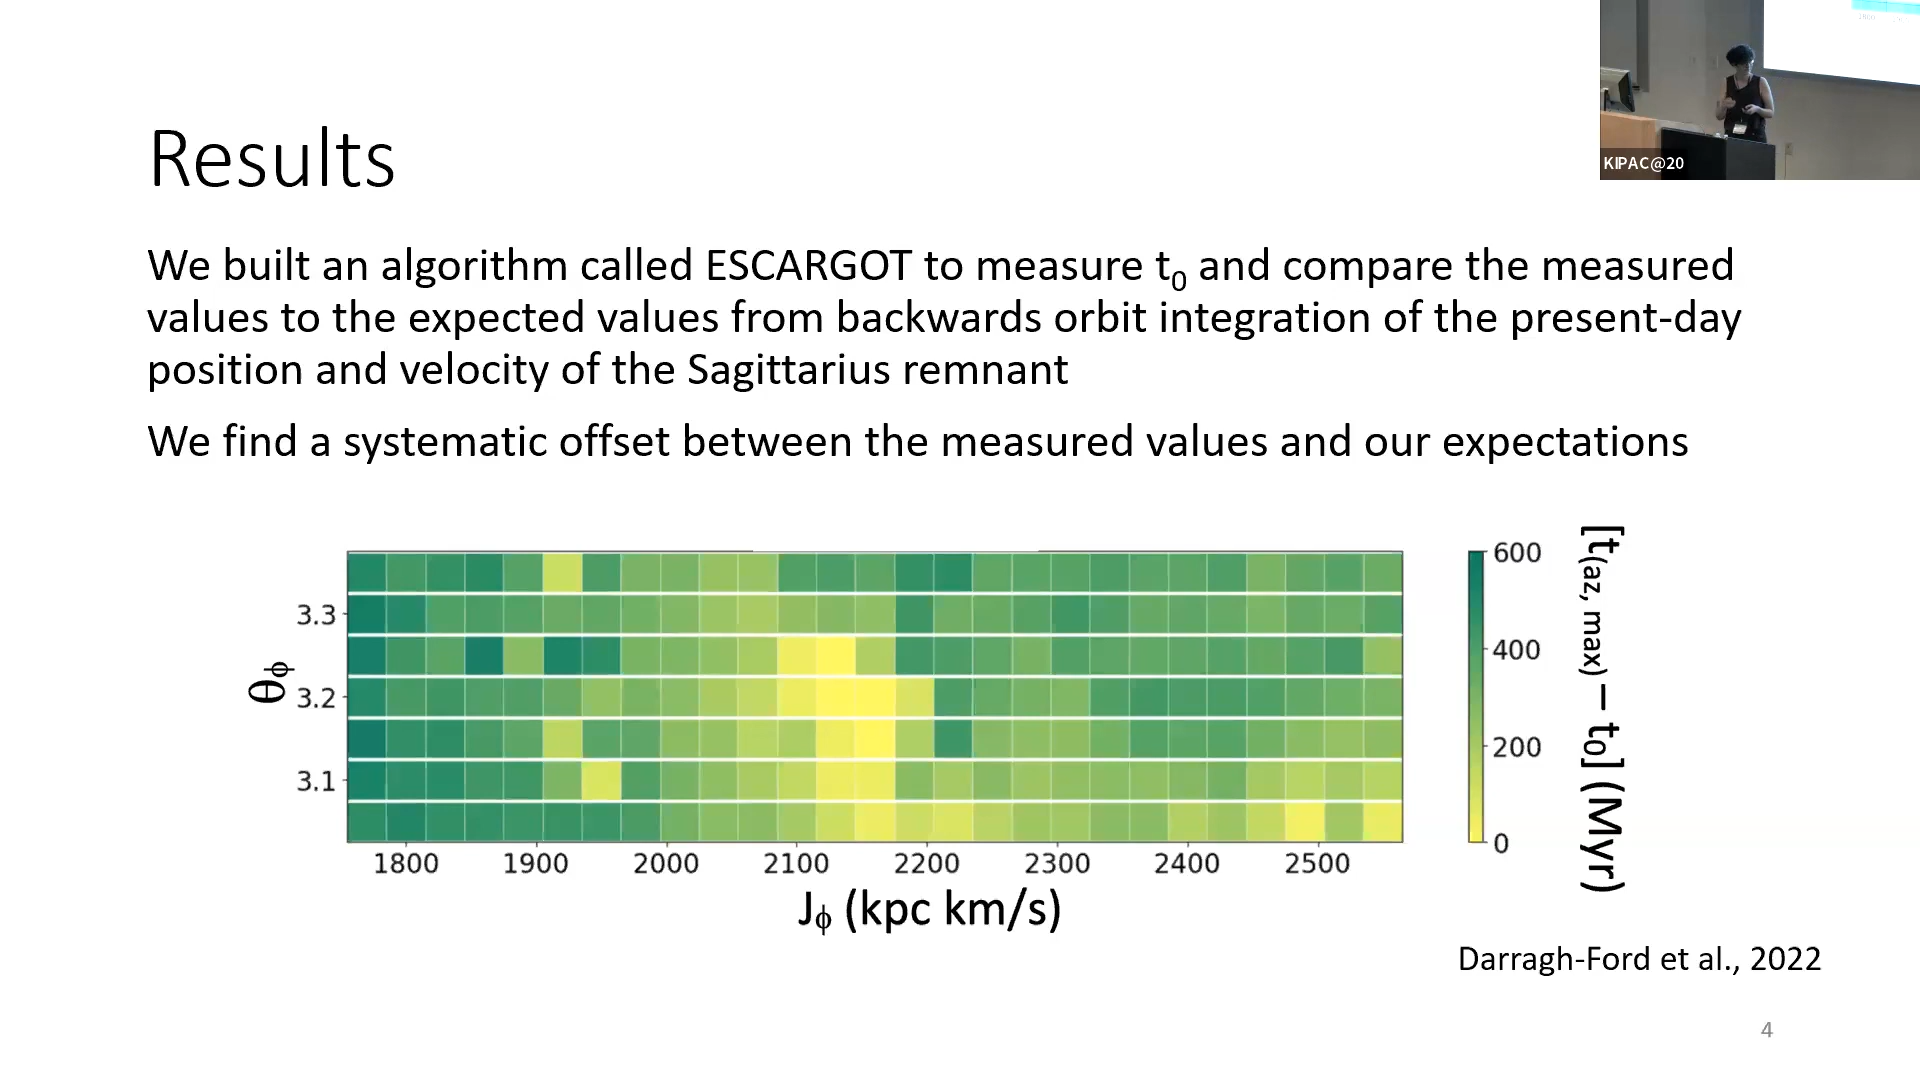 KIPAC@20
Results
We built an algorithm called ESCARGOT to measure t₀ and compare the measured
values to the expected values from backwards orbit integration of the present-day
position and velocity of the Sagittarius remnant
We find a systematic offset between the measured values and our expectations
θϕ
3.3
3.2
3.1
1800 1900 2000 2100 2200 2300 2400 2500
Jϕ (kpc km/s)
600
400
200
0
[t(az, max) – t₀] (Myr)
Darragh-Ford et al., 2022
4